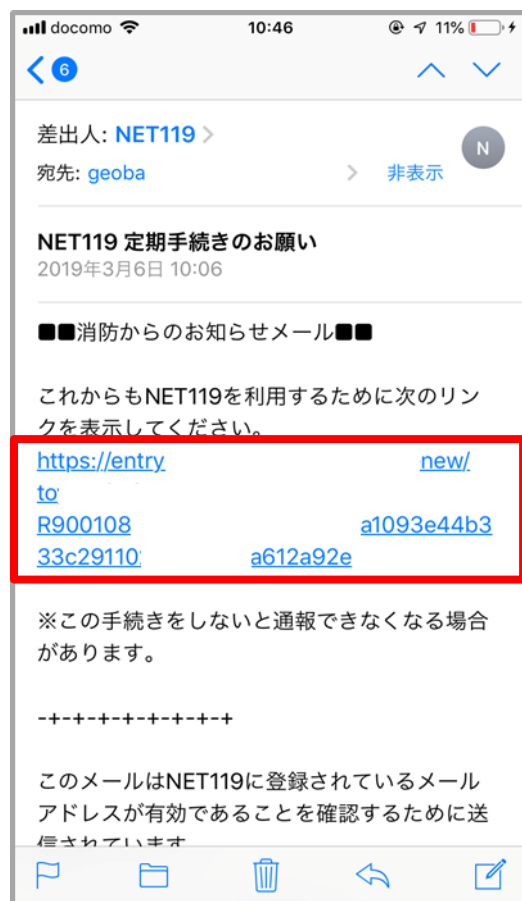 docomo 10:46 11%
6
差出人: NET119
N
宛先: geoba 非表示
NET119 定期手続きのお願い
2019年3月6日 10:06
■■消防からのお知らせメール■■
これからもNET119を利用するために次のリン
クを表示してください。
https://entry new/
to
R900108 a1093e44b3
33c29110 a612a92e
※この手続きをしないと通報できなくなる場合
があります。
-+-+-+-+-+-+-+-+
このメールはNET119に登録されているメール
アドレスが有効であることを確認するために送
信されています